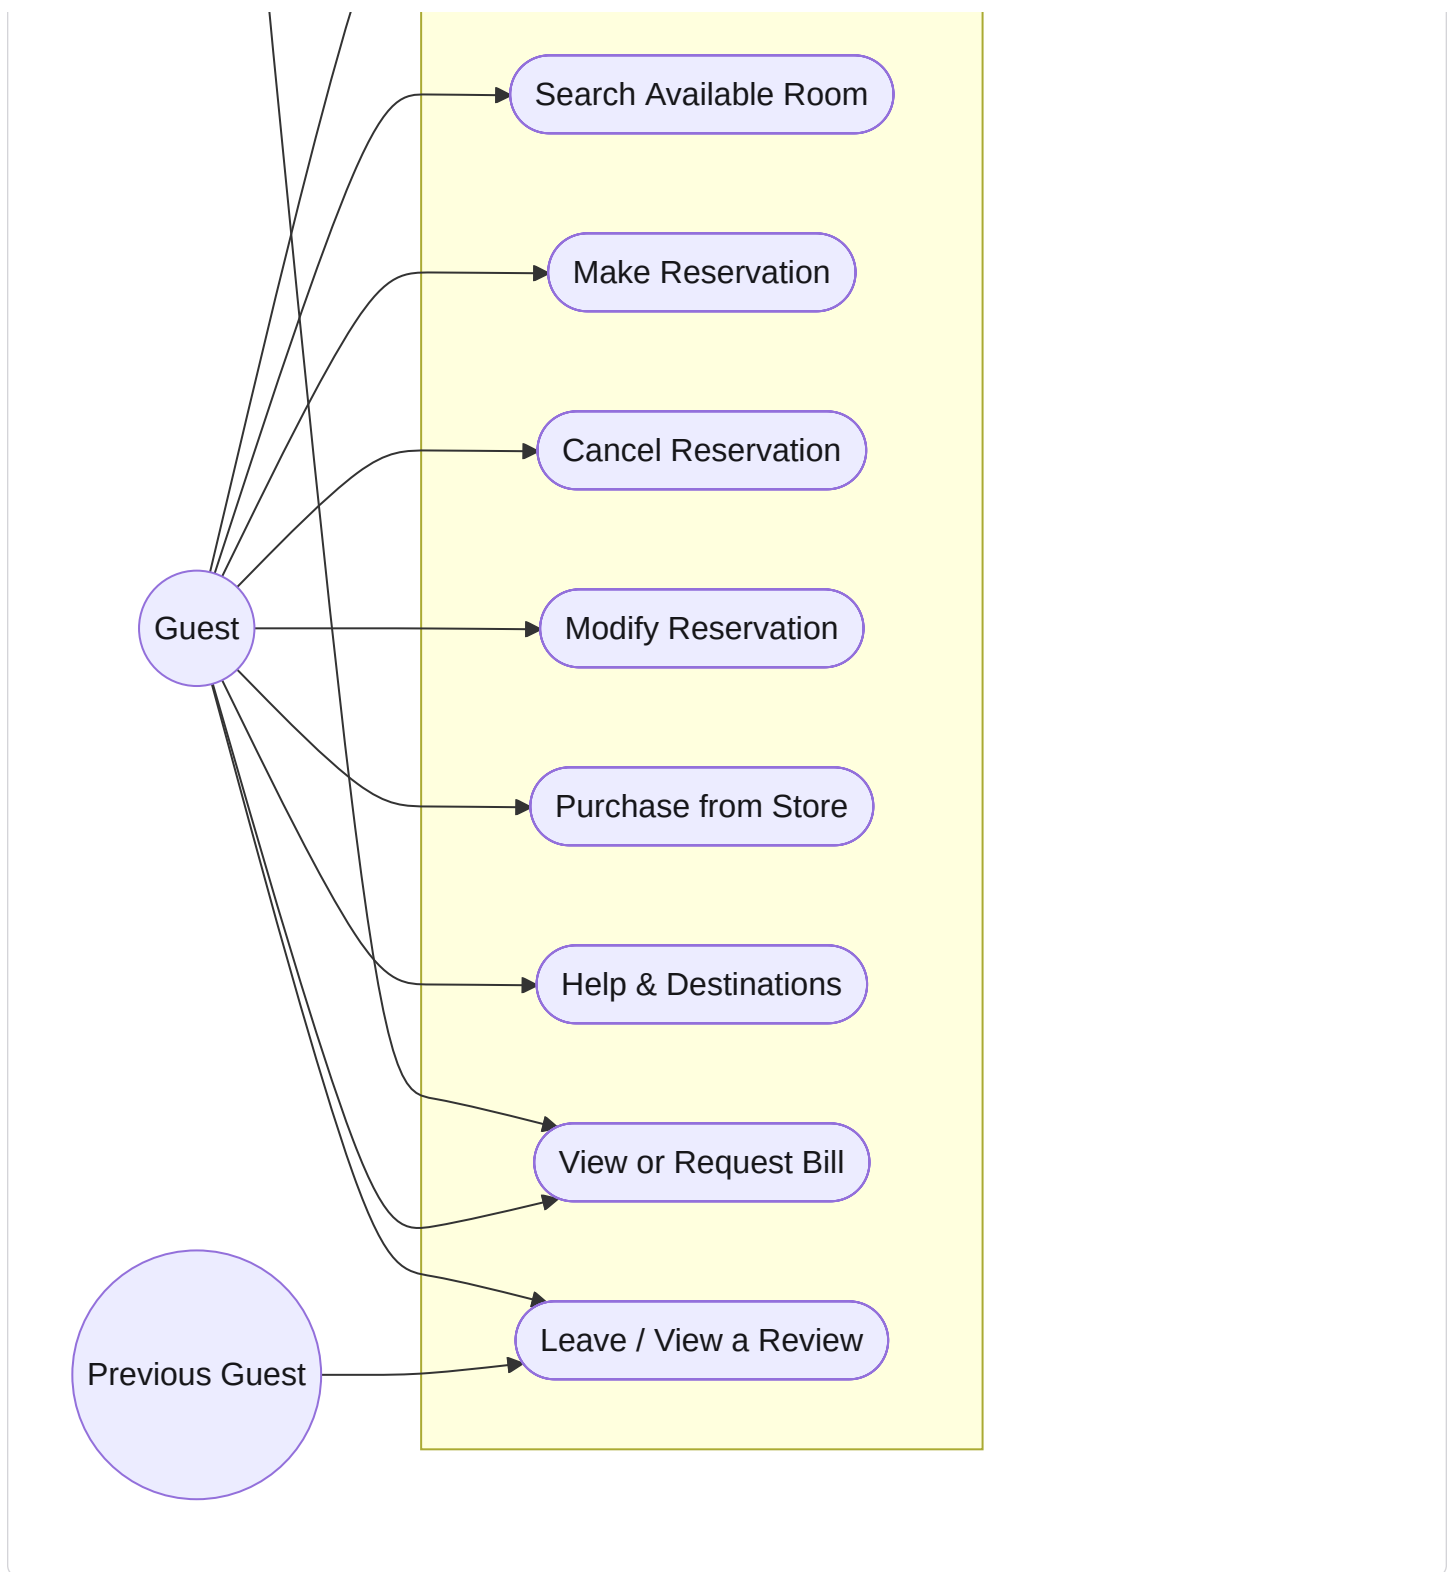 Search Available Room
Make Reservation
Cancel Reservation
Guest
Modify Reservation
Purchase from Store
Help & Destinations
View or Request Bill
Leave / View a Review
Previous Guest